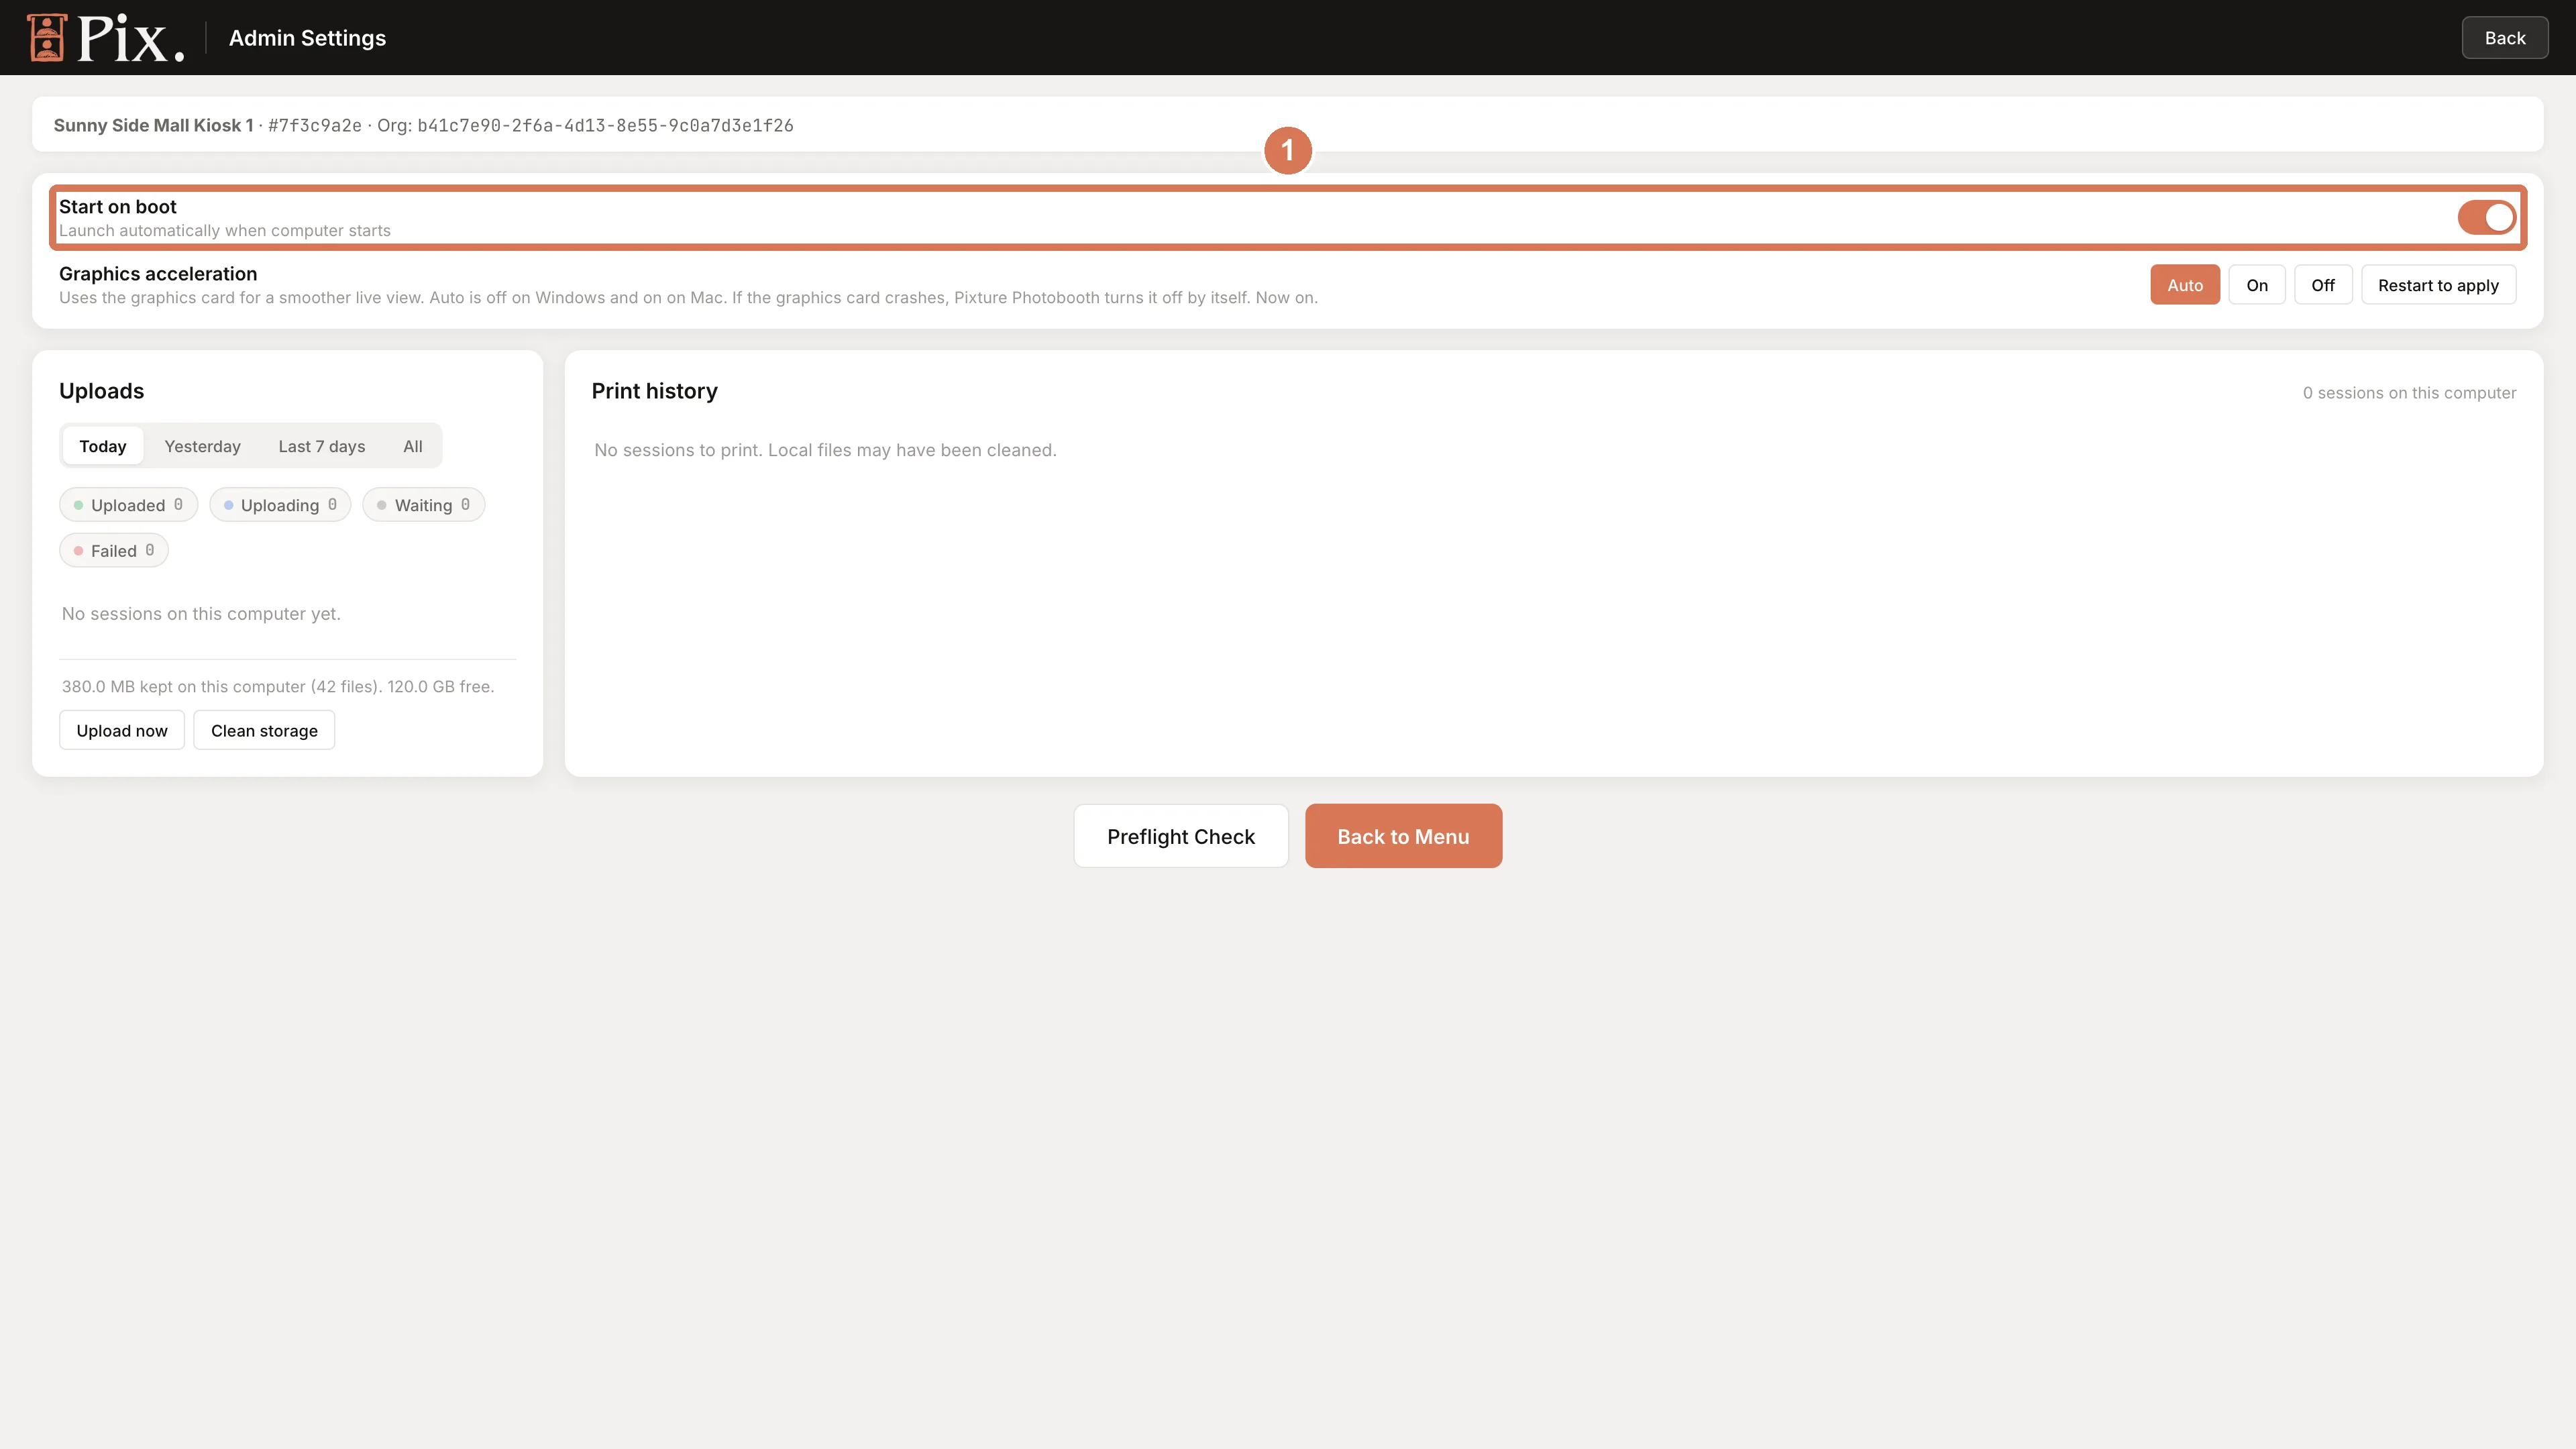 Pix.
Admin Settings
Back
Sunny Side Mall Kiosk 1 · #7f3c9a2e · Org: b41c7e90-2f6a-4d13-8e55-9c0a7d3e1f26
1
Start on boot
Launch automatically when computer starts
Graphics acceleration
Uses the graphics card for a smoother live view. Auto is off on Windows and on on Mac. If the graphics card crashes, Pixture Photobooth turns it off by itself. Now on.
Auto
On
Off
Restart to apply
Uploads
Today
Yesterday
Last 7 days
All
Uploaded 0
Uploading 0
Waiting 0
Failed 0
No sessions on this computer yet.
380.0 MB kept on this computer (42 files). 120.0 GB free.
Upload now
Clean storage
Print history
0 sessions on this computer
No sessions to print. Local files may have been cleaned.
Preflight Check
Back to Menu